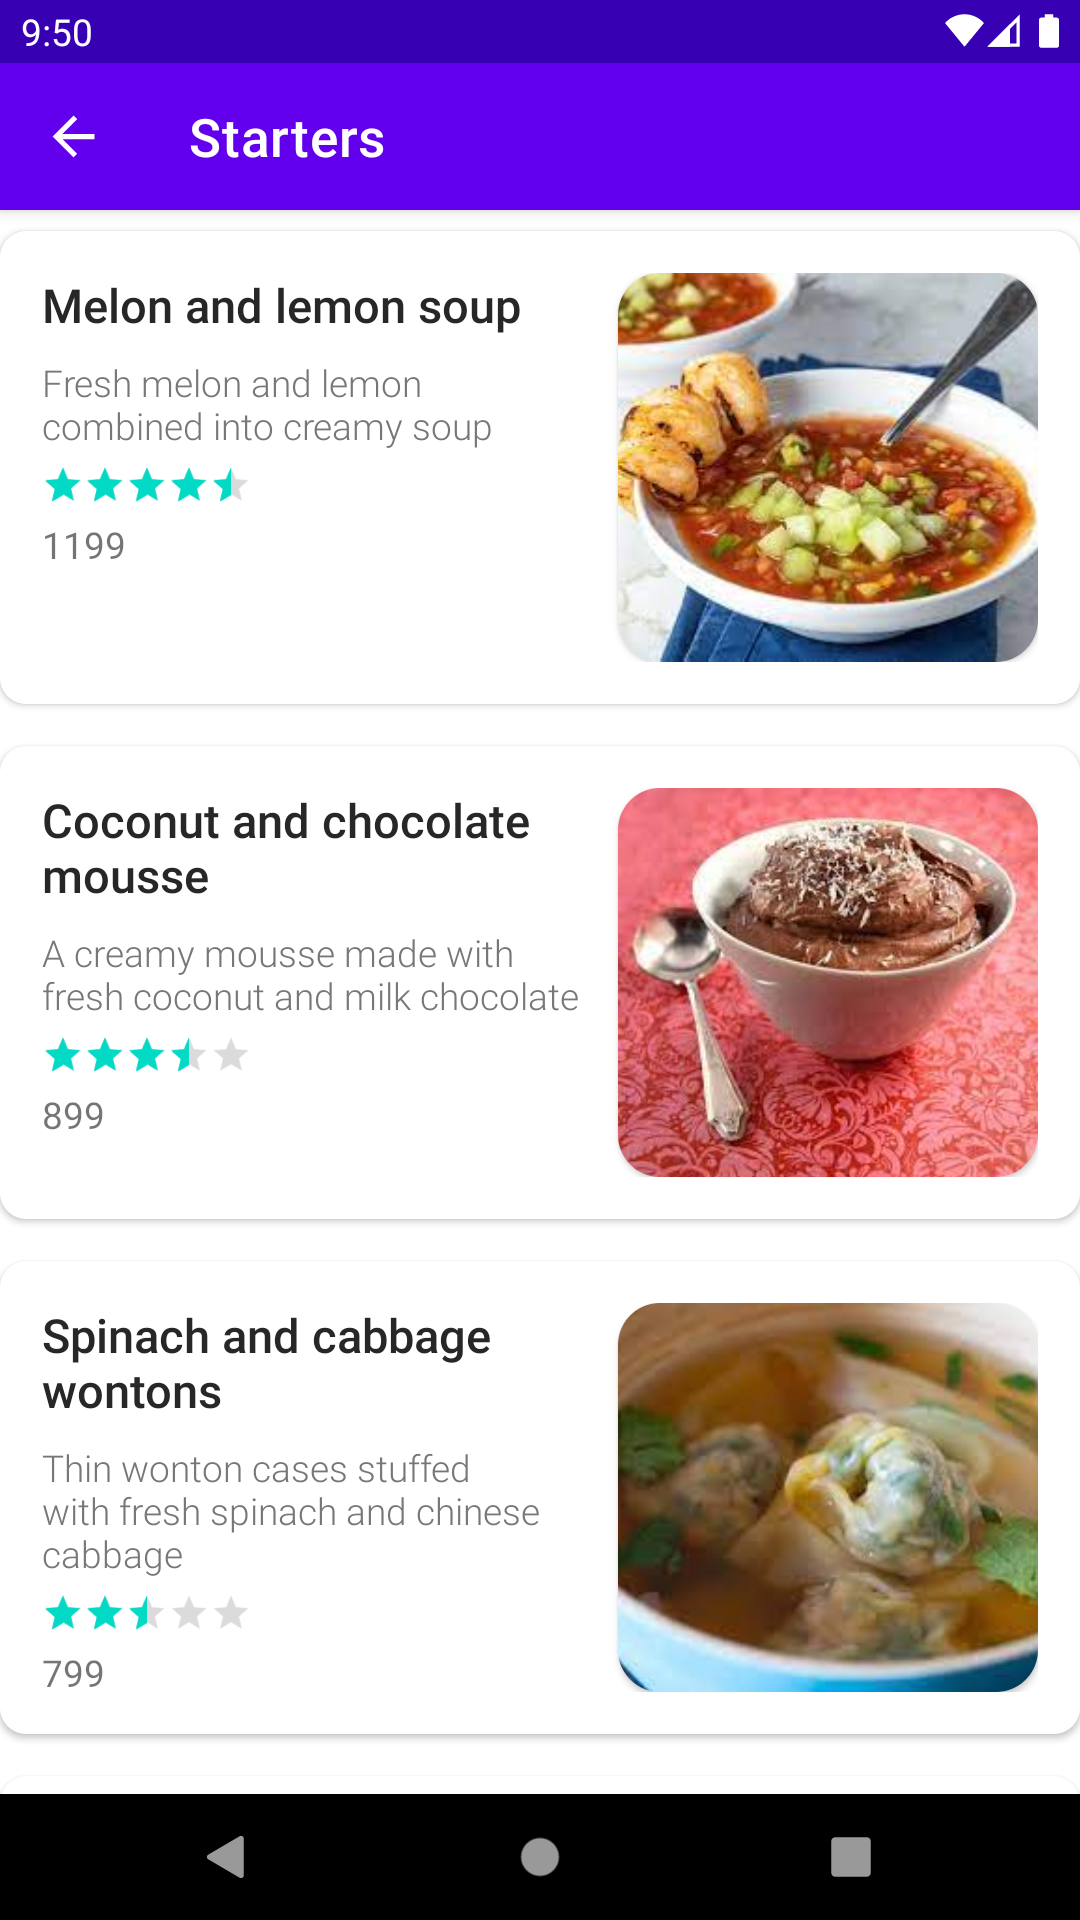 9:50
Starters
Melon and lemon soup
Fresh melon and lemon
combined into creamy soup
1199
Coconut and chocolate
mousse
A creamy mousse made with
fresh coconut and milk chocolate
899
Spinach and cabbage
wontons
Thin wonton cases stuffed
with fresh spinach and chinese
cabbage
799